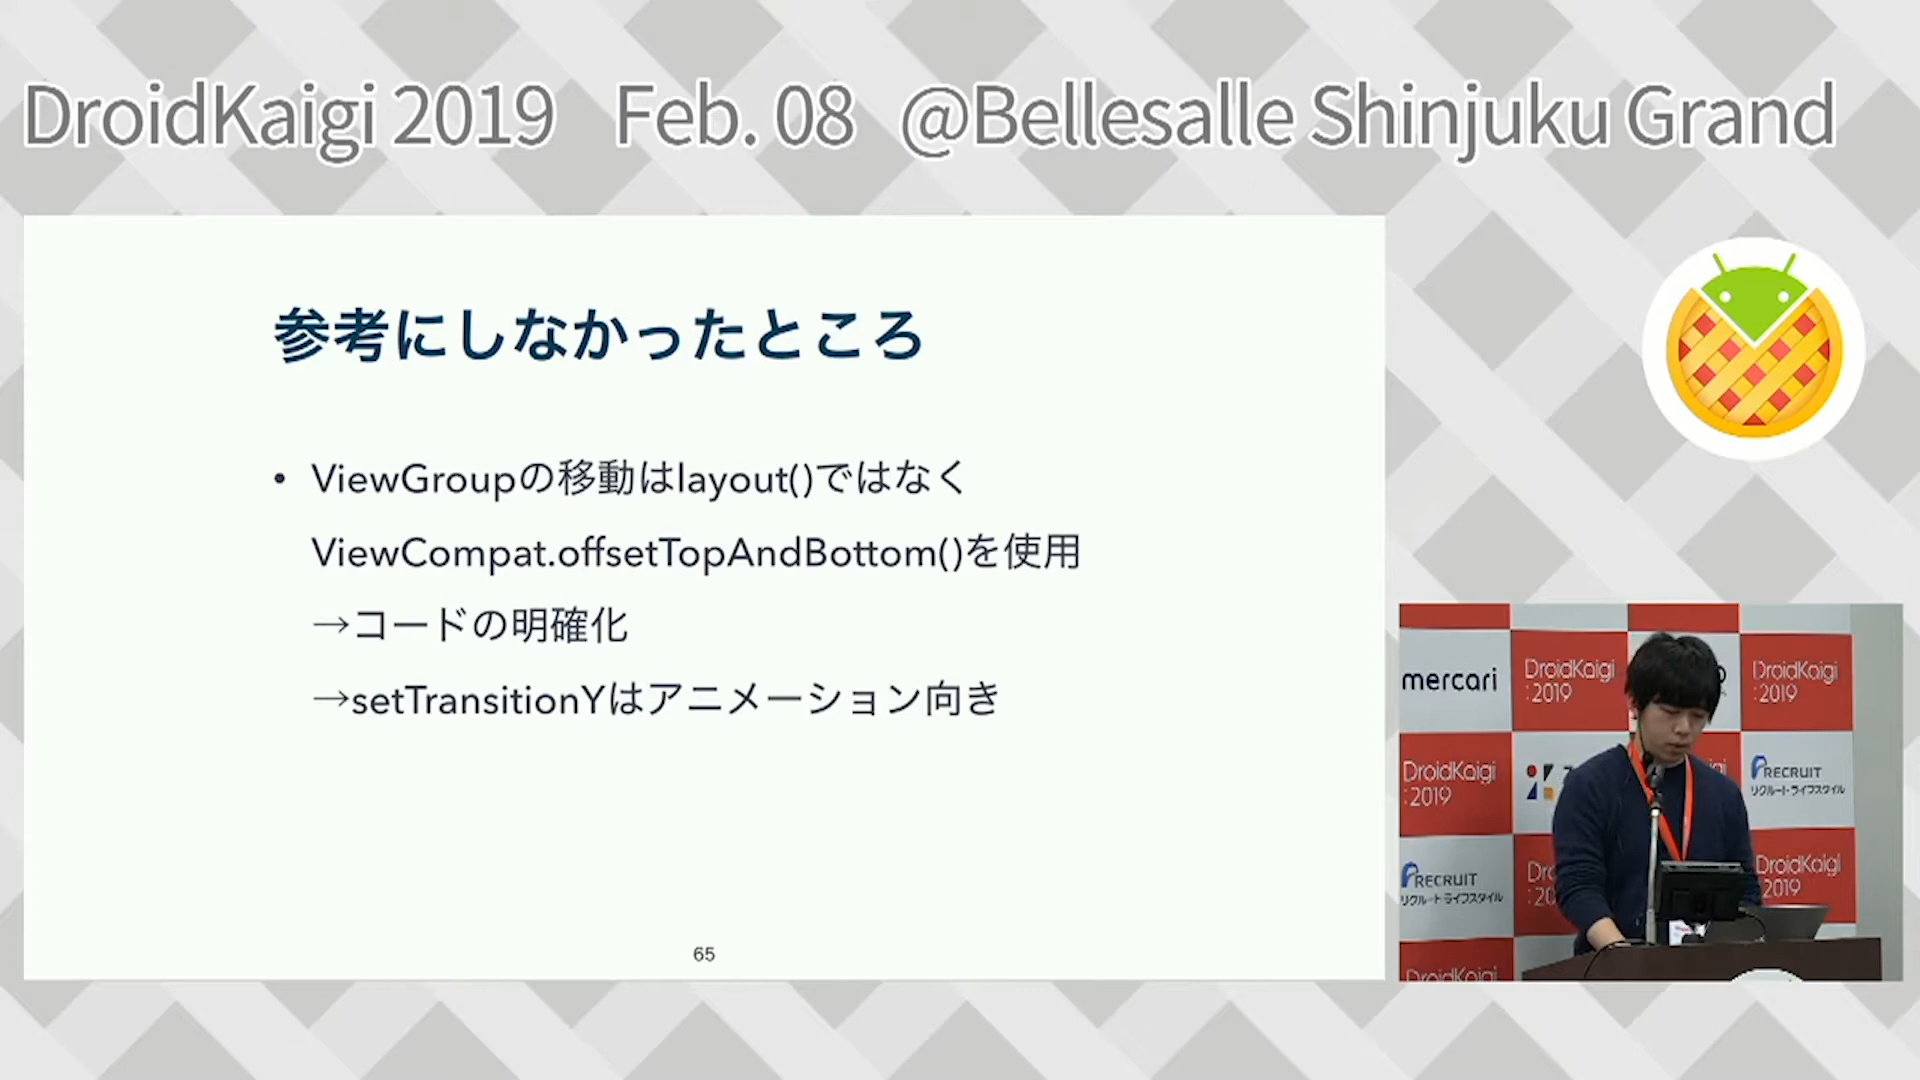 DroidKaigi 2019 Feb. 08 @Bellesalle Shinjuku Grand
参考にしなかったところ
• ViewGroupの移動はlayout()ではなく
ViewCompat.offsetTopAndBottom()を使用
→コードの明確化
→setTransitionYはアニメーション向き
65
mercari
DroidKaigi
:2019
DroidKaigi
:2019
DroidKaigi
:2019
RECRUIT
リクルートライフスタイル
RECRUIT
リクルートライフスタイル
DroidKaigi
2019
DroidKaigi